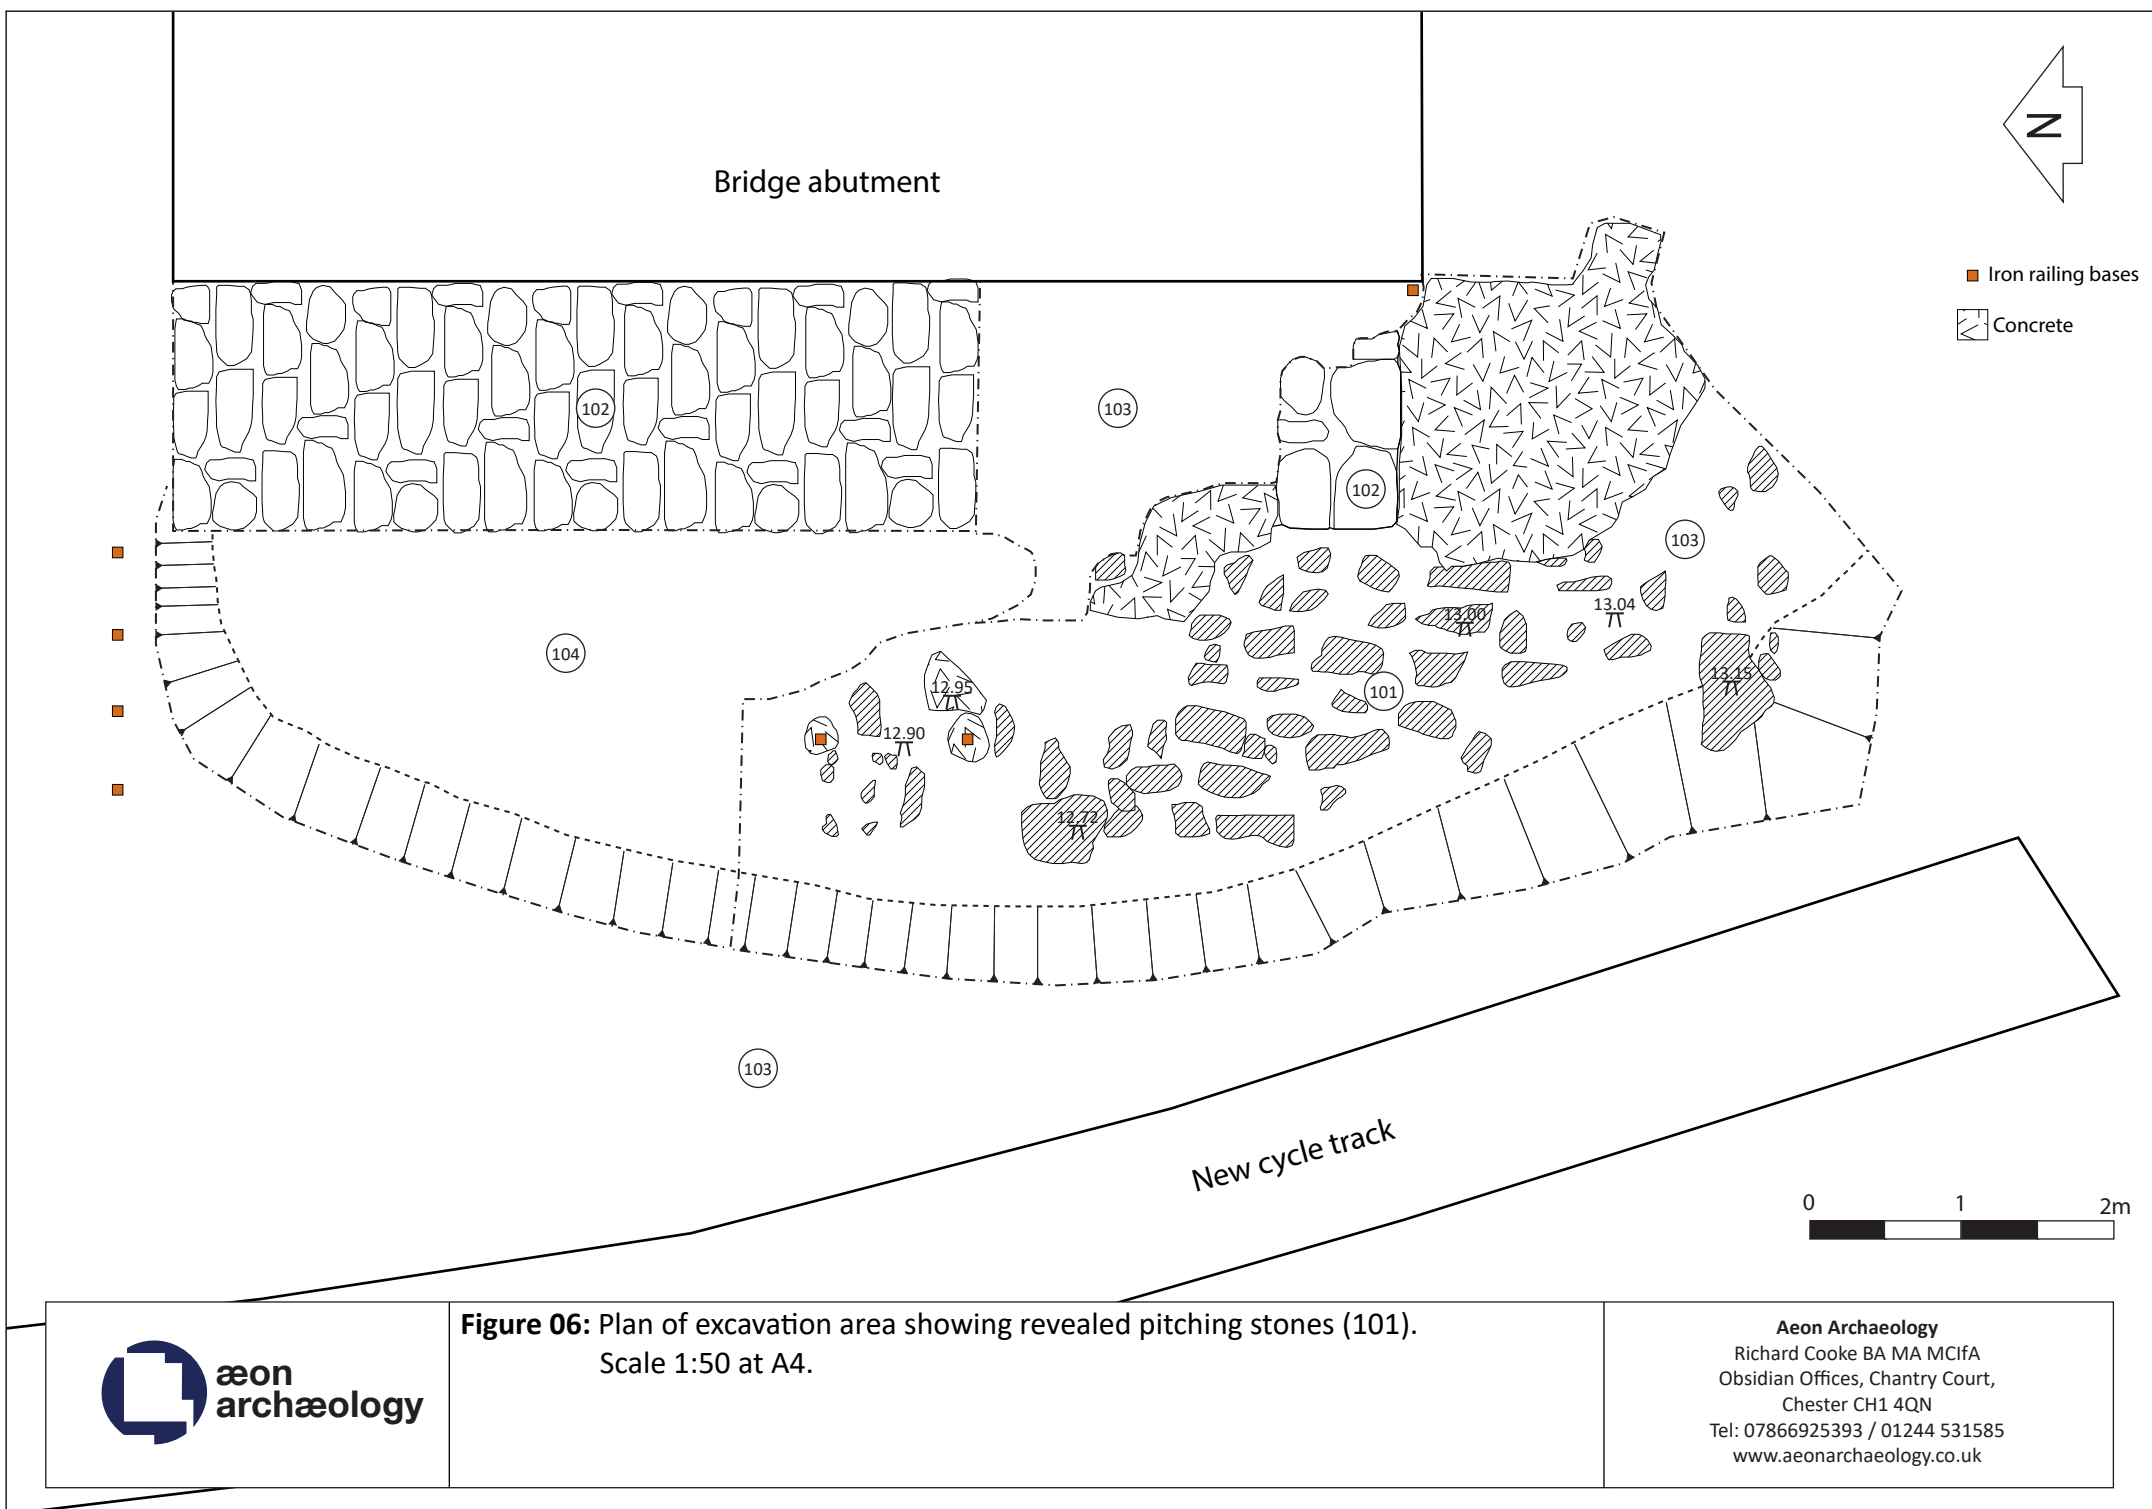 Bridge abutment
N
Iron railing bases
Concrete
102
103
102
103
13.04
13.00
104
101
13.15
12.95
12.90
12.72
103
New cycle track
0 1 2m
Figure 06: Plan of excavation area showing revealed pitching stones (101).
Scale 1:50 at A4.
æon
archæology
Aeon Archaeology
Richard Cooke BA MA MCIfA
Obsidian Offices, Chantry Court,
Chester CH1 4QN
Tel: 07866925393 / 01244 531585
www.aeonarchaeology.co.uk